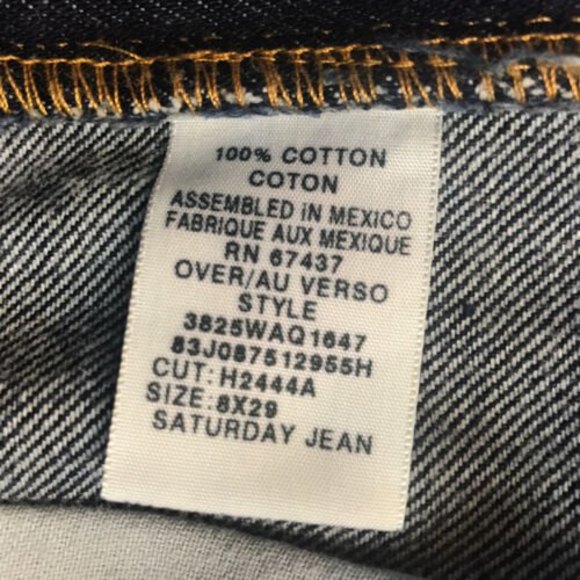 100% COTTON
COTON
ASSEMBLED IN MEXICO
FABRIQUE AUX MEXIQUE
RN 67437
OVER/AU VERSO
STYLE
3825WAQ1647
83J087512955H
CUT: H2444A
SIZE: 8X29
SATURDAY JEAN